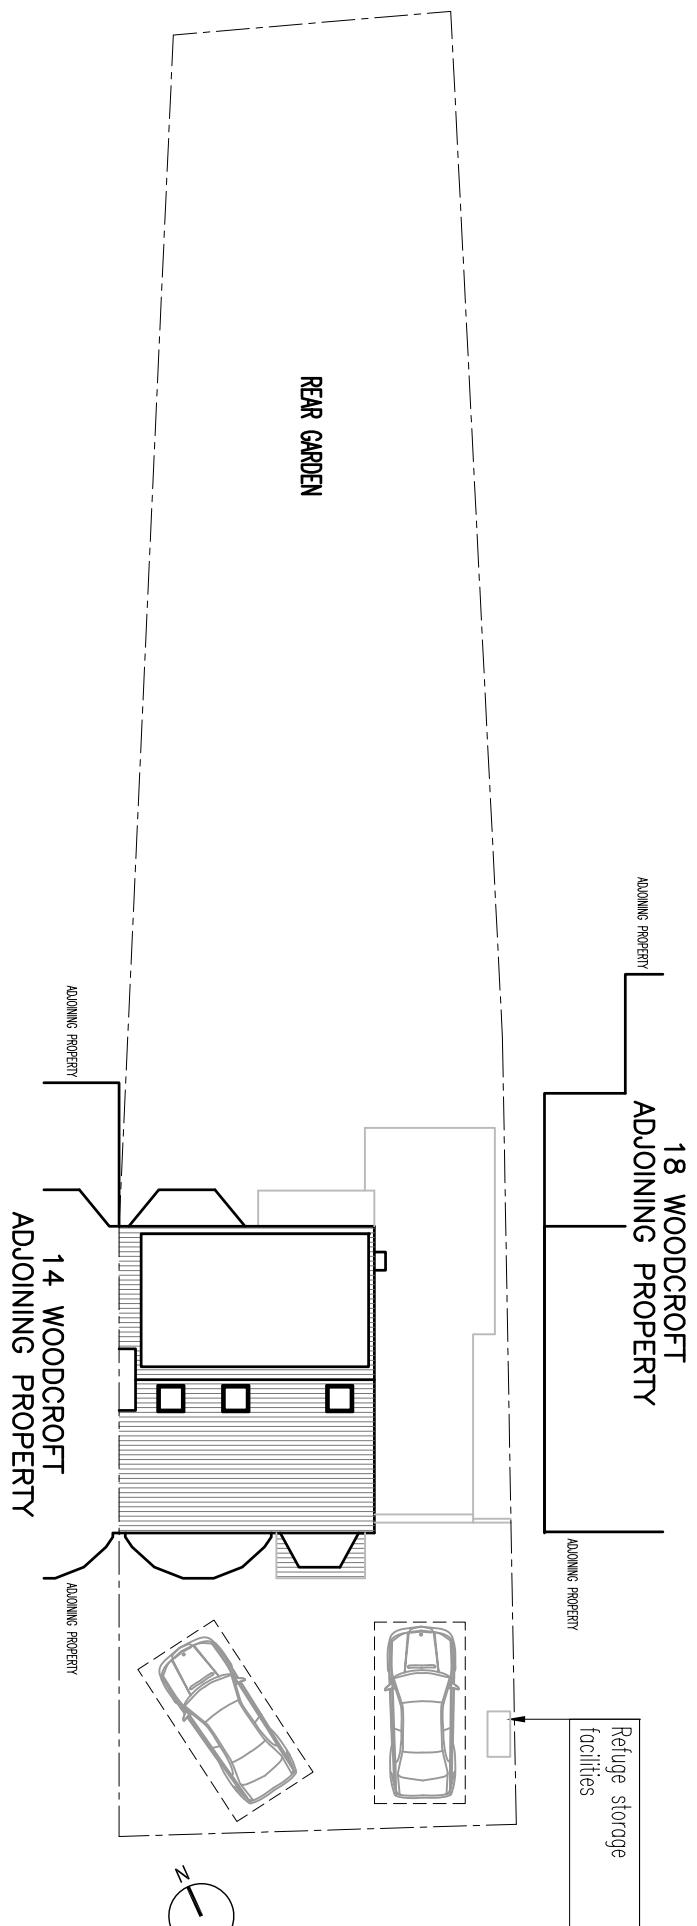 REAR GARDEN
ADJOINING PROPERTY
ADJOINING PROPERTY
18 WOODCROFT
ADJOINING PROPERTY
14 WOODCROFT
ADJOINING PROPERTY
ADJOINING PROPERTY
ADJOINING PROPERTY
Refuge storage
facilities
N